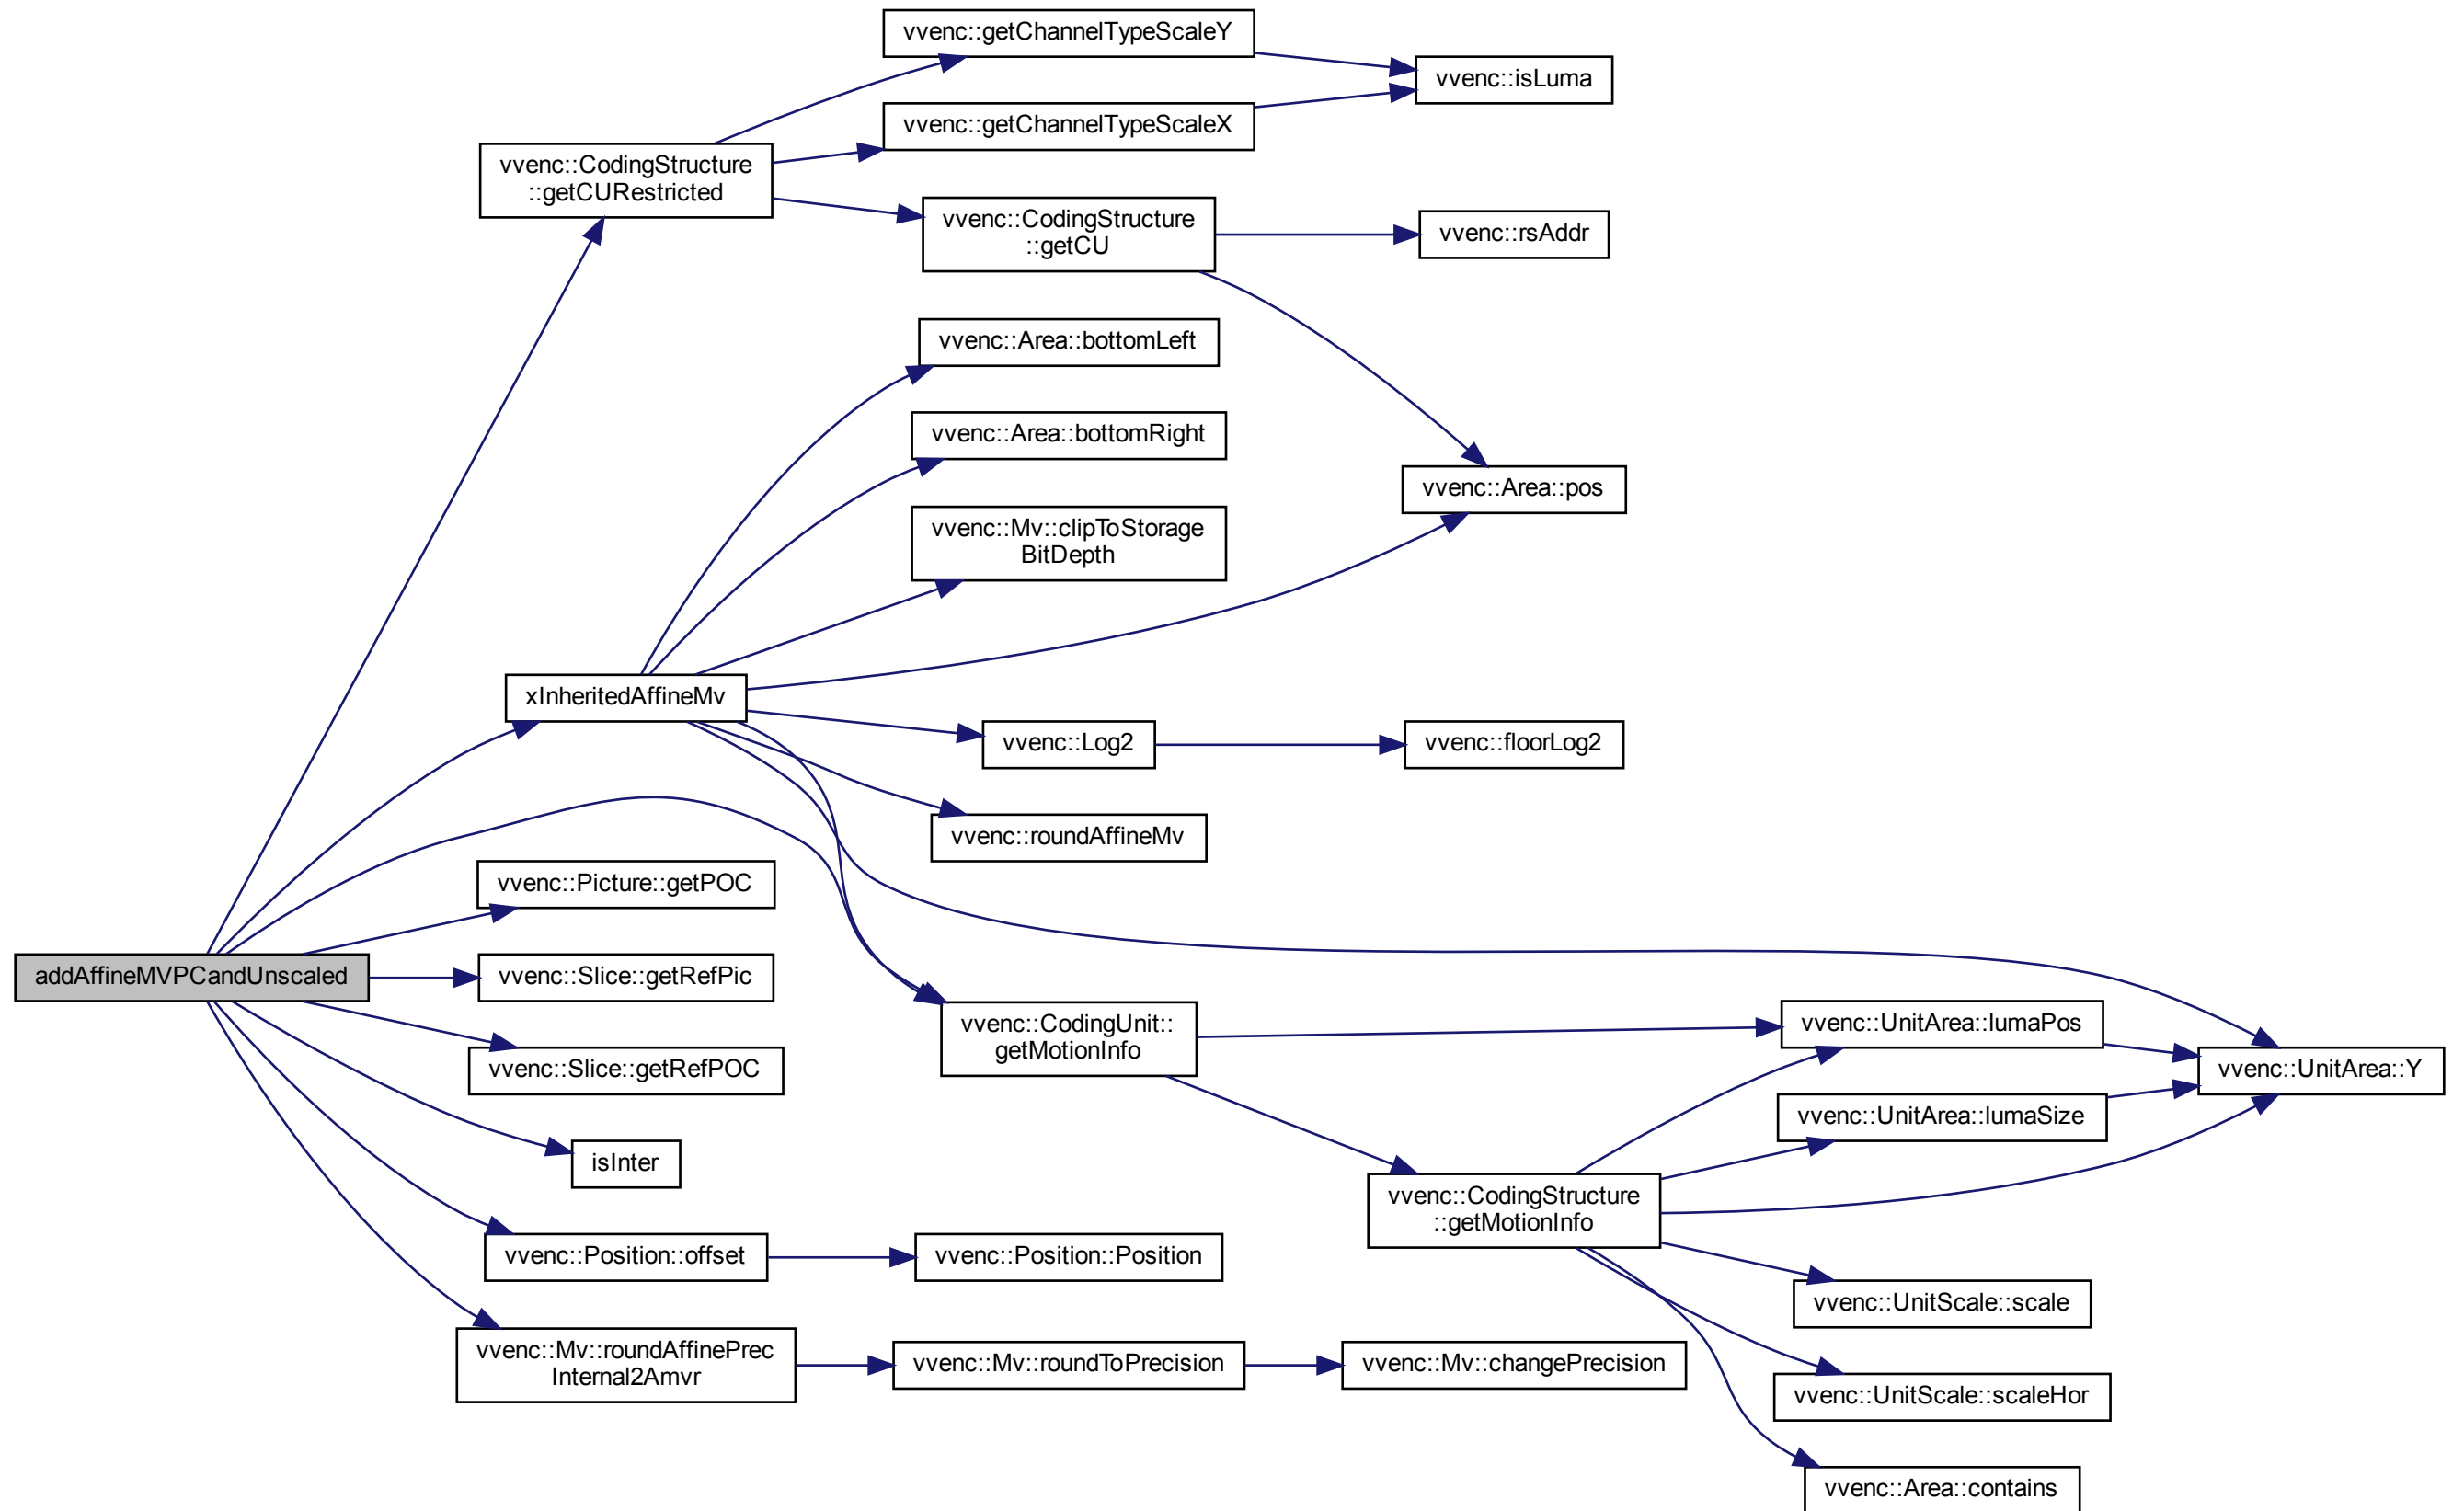 vvenc::getChannelTypeScaleY
vvenc::isLuma
vvenc::getChannelTypeScaleX
vvenc::CodingStructure
::getCURestricted
vvenc::CodingStructure
::getCU
vvenc::rsAddr
vvenc::Area::bottomLeft
vvenc::Area::bottomRight
vvenc::Area::pos
vvenc::Mv::clipToStorage
BitDepth
xInheritedAffineMv
vvenc::Log2
vvenc::floorLog2
vvenc::roundAffineMv
vvenc::Picture::getPOC
addAffineMVPCandUnscaled
vvenc::Slice::getRefPic
vvenc::CodingUnit::
getMotionInfo
vvenc::UnitArea::lumaPos
vvenc::Slice::getRefPOC
vvenc::UnitArea::Y
vvenc::UnitArea::lumaSize
isInter
vvenc::CodingStructure
::getMotionInfo
vvenc::Position::offset
vvenc::Position::Position
vvenc::UnitScale::scale
vvenc::Mv::roundAffinePrec
Internal2Amvr
vvenc::Mv::roundToPrecision
vvenc::Mv::changePrecision
vvenc::UnitScale::scaleHor
vvenc::Area::contains